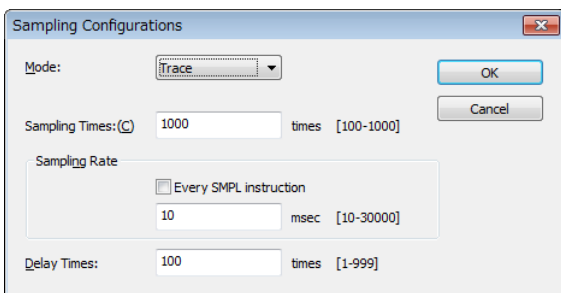 Sampling Configurations
Mode: Trace OK
Cancel
Sampling Times:(C) 1000 times [100-1000]
Sampling Rate
Every SMPL instruction
10 msec [10-30000]
Delay Times: 100 times [1-999]